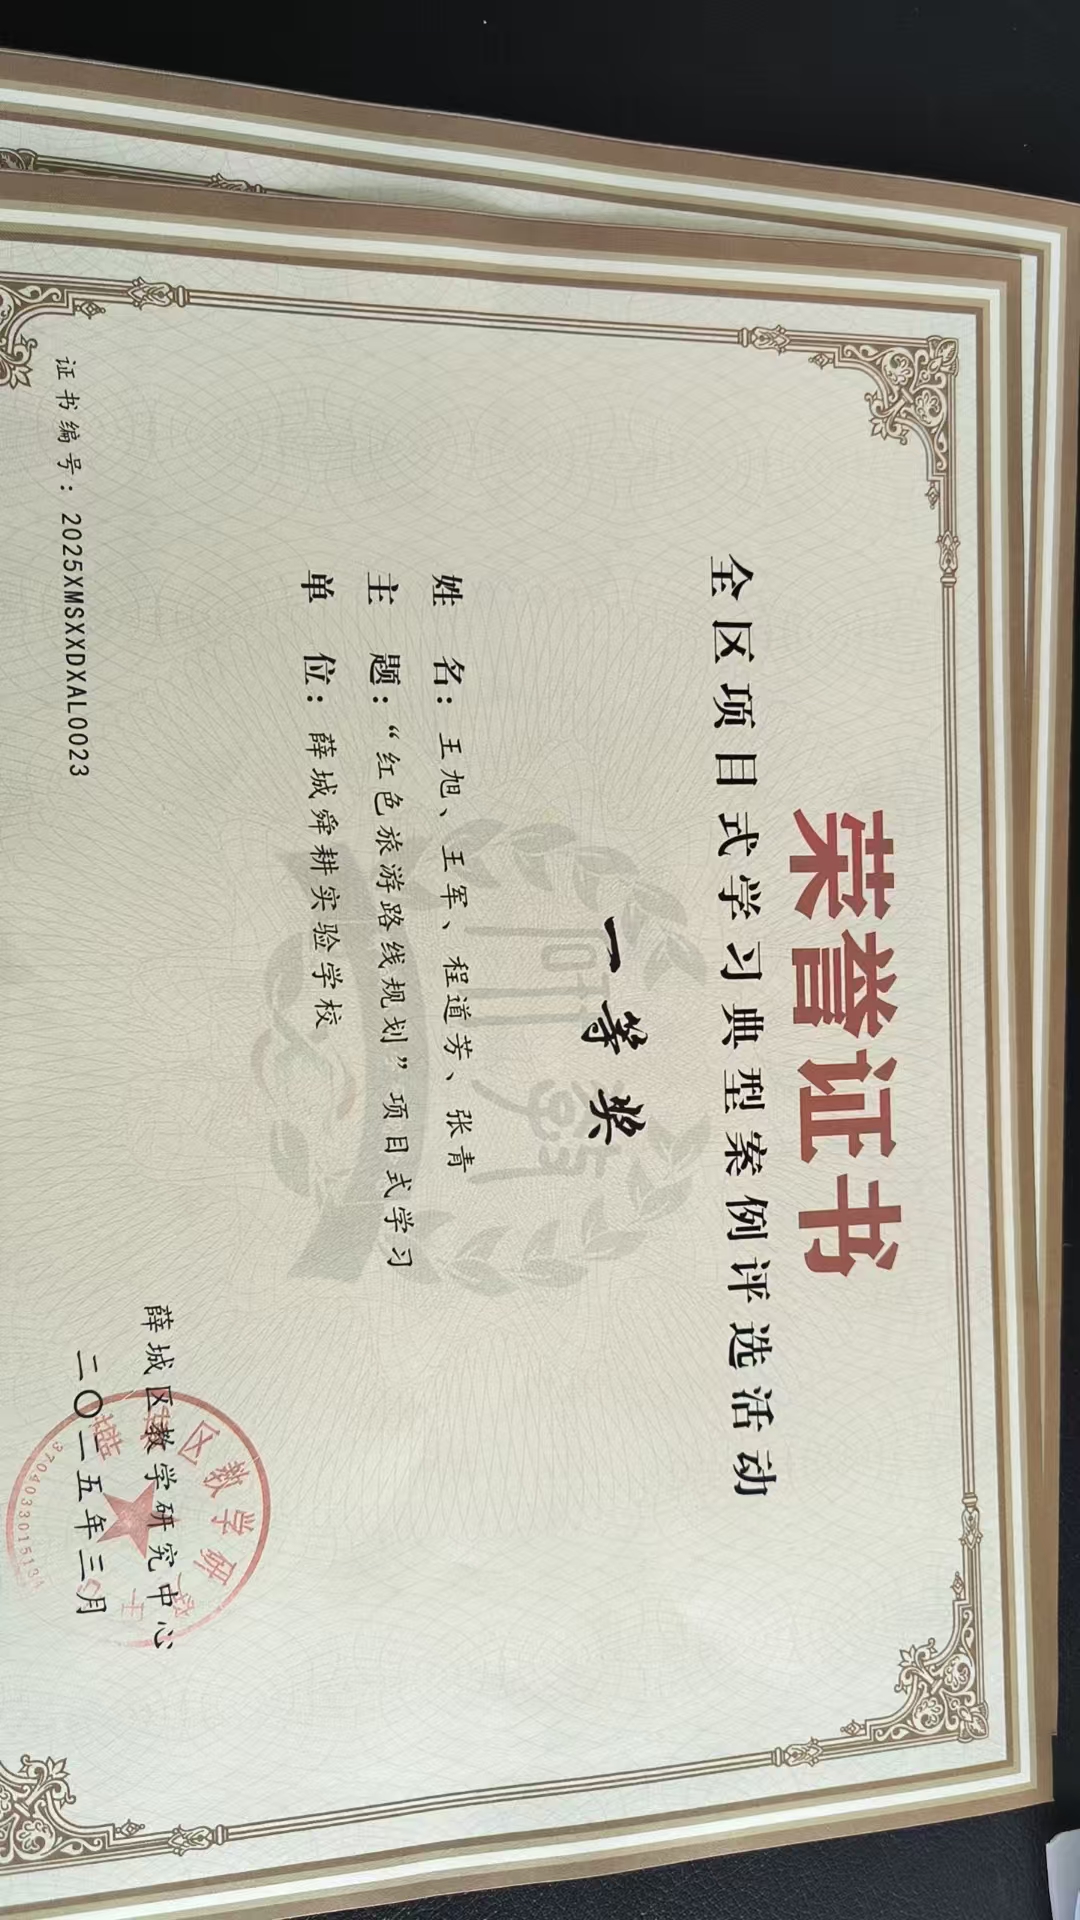 荣誉证书
全区项目式学习典型案例评选活动
一等奖
姓 名：王旭、王军、程道芳、张青
主 题：“红色旅游路线规划”项目式学习
单 位：薛城舜耕实验学校
薛城区教学研究中心
二〇二五年三月
证书编号：2025XMSXXDXAL0023
3704033015134